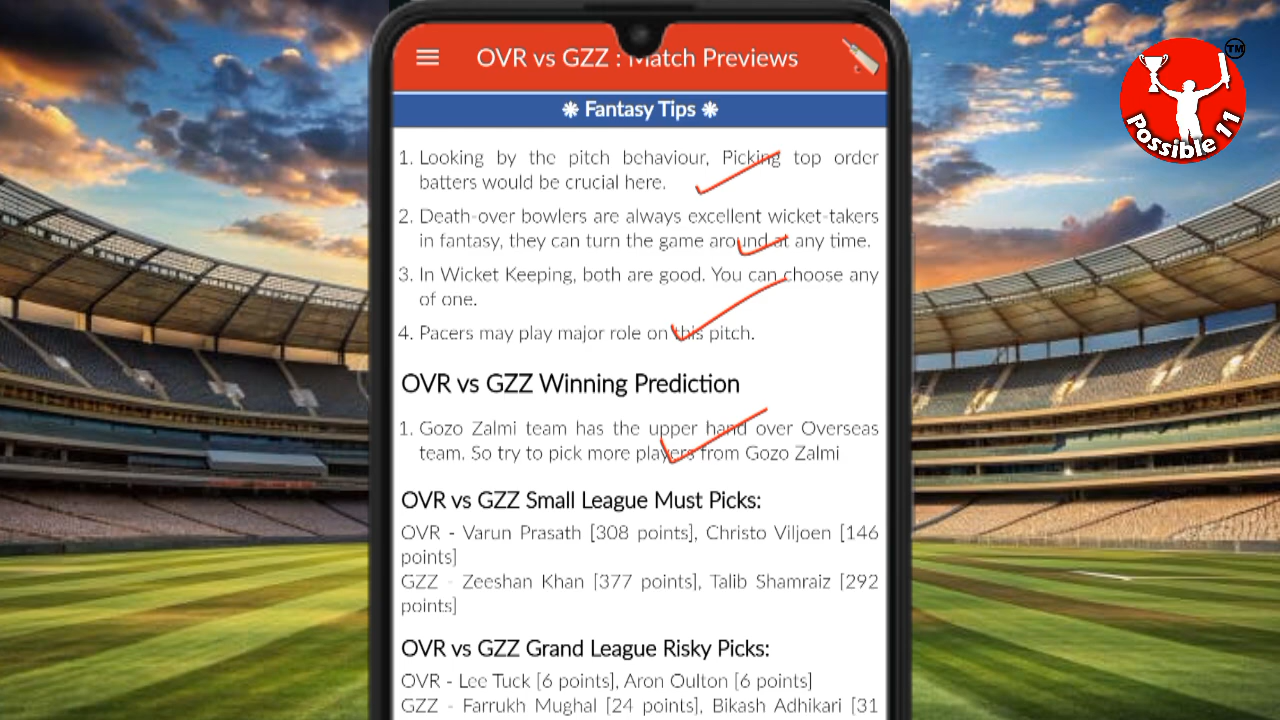 OVR vs GZZ : Match Previews
TM
Possible 11
❋ Fantasy Tips ❋
1. Looking by the pitch behaviour, Picking top order
batters would be crucial here.
2. Death-over bowlers are always excellent wicket-takers
in fantasy, they can turn the game around at any time.
3. In Wicket Keeping, both are good. You can choose any
of one.
4. Pacers may play major role on this pitch.
OVR vs GZZ Winning Prediction
1. Gozo Zalmi team has the upper hand over Overseas
team. So try to pick more players from Gozo Zalmi
OVR vs GZZ Small League Must Picks:
OVR - Varun Prasath [308 points], Christo Viljoen [146
points]
GZZ - Zeeshan Khan [377 points], Talib Shamraiz [292
points]
OVR vs GZZ Grand League Risky Picks:
OVR - Lee Tuck [6 points], Aron Oulton [6 points]
GZZ - Farrukh Mughal [24 points], Bikash Adhikari [31